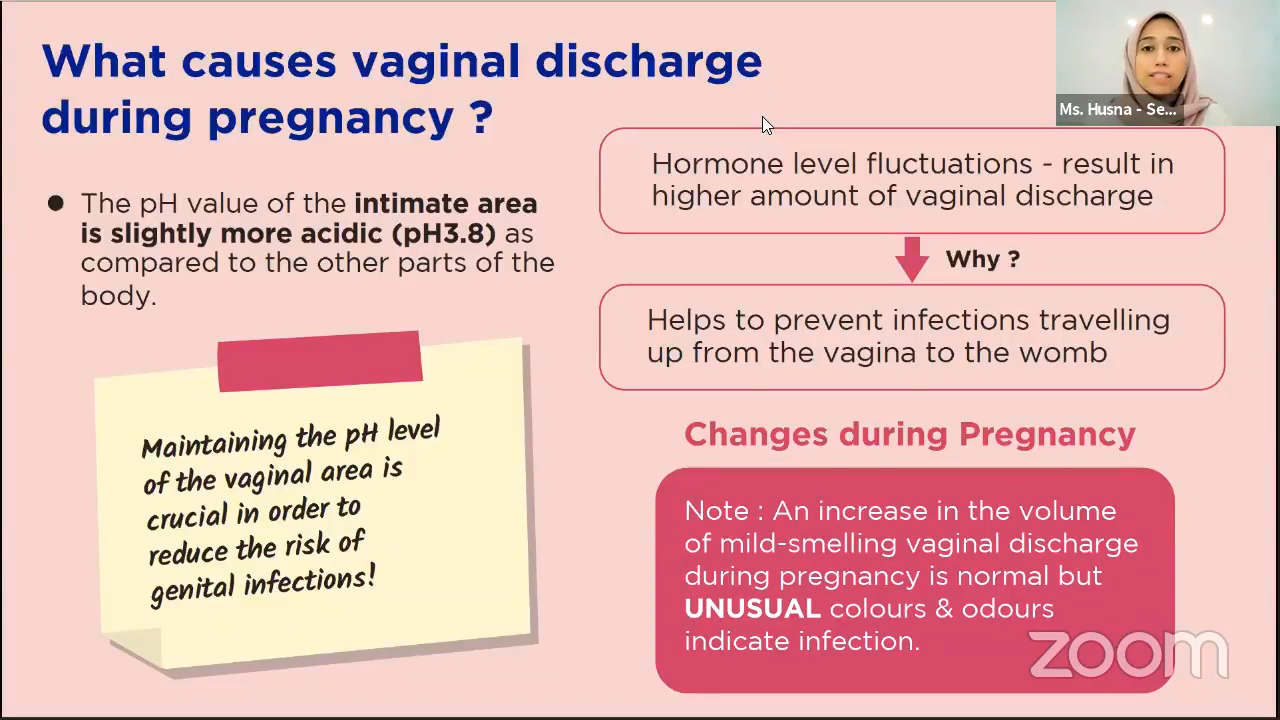 What causes vaginal discharge
during pregnancy ?
The pH value of the intimate area
is slightly more acidic (pH3.8) as
compared to the other parts of the
body.
Maintaining the pH level
of the vaginal area is
crucial in order to
reduce the risk of
genital infections!
Ms. Husna - Se...
Hormone level fluctuations - result in
higher amount of vaginal discharge
Why ?
Helps to prevent infections travelling
up from the vagina to the womb
Changes during Pregnancy
Note : An increase in the volume
of mild-smelling vaginal discharge
during pregnancy is normal but
UNUSUAL colours & odours
indicate infection.
zoom